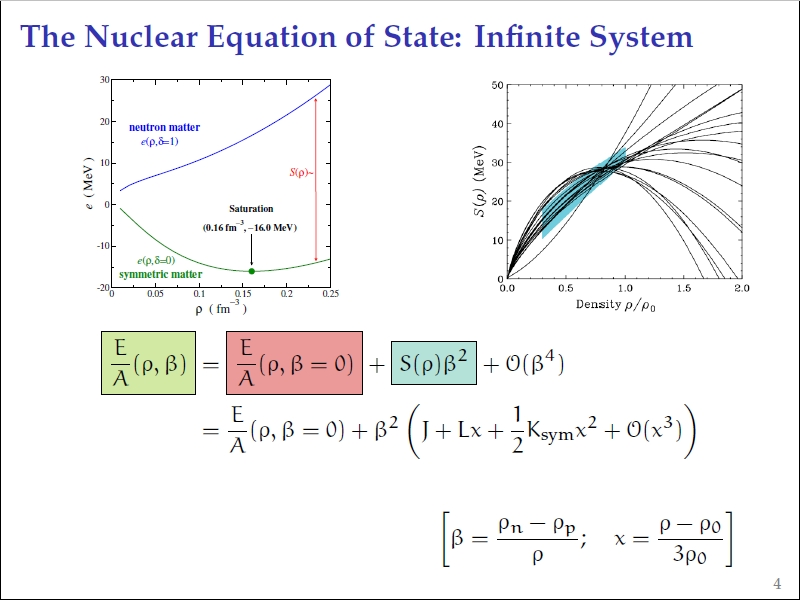 The Nuclear Equation of State: Infinite System
30
20
10
0
-10
-20
e ( MeV )
neutron matter
e(ρ,δ=1)
S(ρ)~
Saturation
(0.16 fm⁻³, −16.0 MeV)
e(ρ,δ=0)
symmetric matter
0 0.05 0.1 0.15 0.2 0.25
ρ ( fm⁻³ )
50
40
30
20
10
0
S(ρ) (MeV)
0.0 0.5 1.0 1.5 2.0
Density ρ/ρ₀
E/A (ρ, β) = E/A (ρ, β = 0) + S(ρ)β² + O(β⁴)
= E/A (ρ, β = 0) + β² (J + Lx + 1/2 K_sym x² + O(x³))
[β = (ρₙ − ρₚ)/ρ; x = (ρ − ρ₀)/3ρ₀]
4